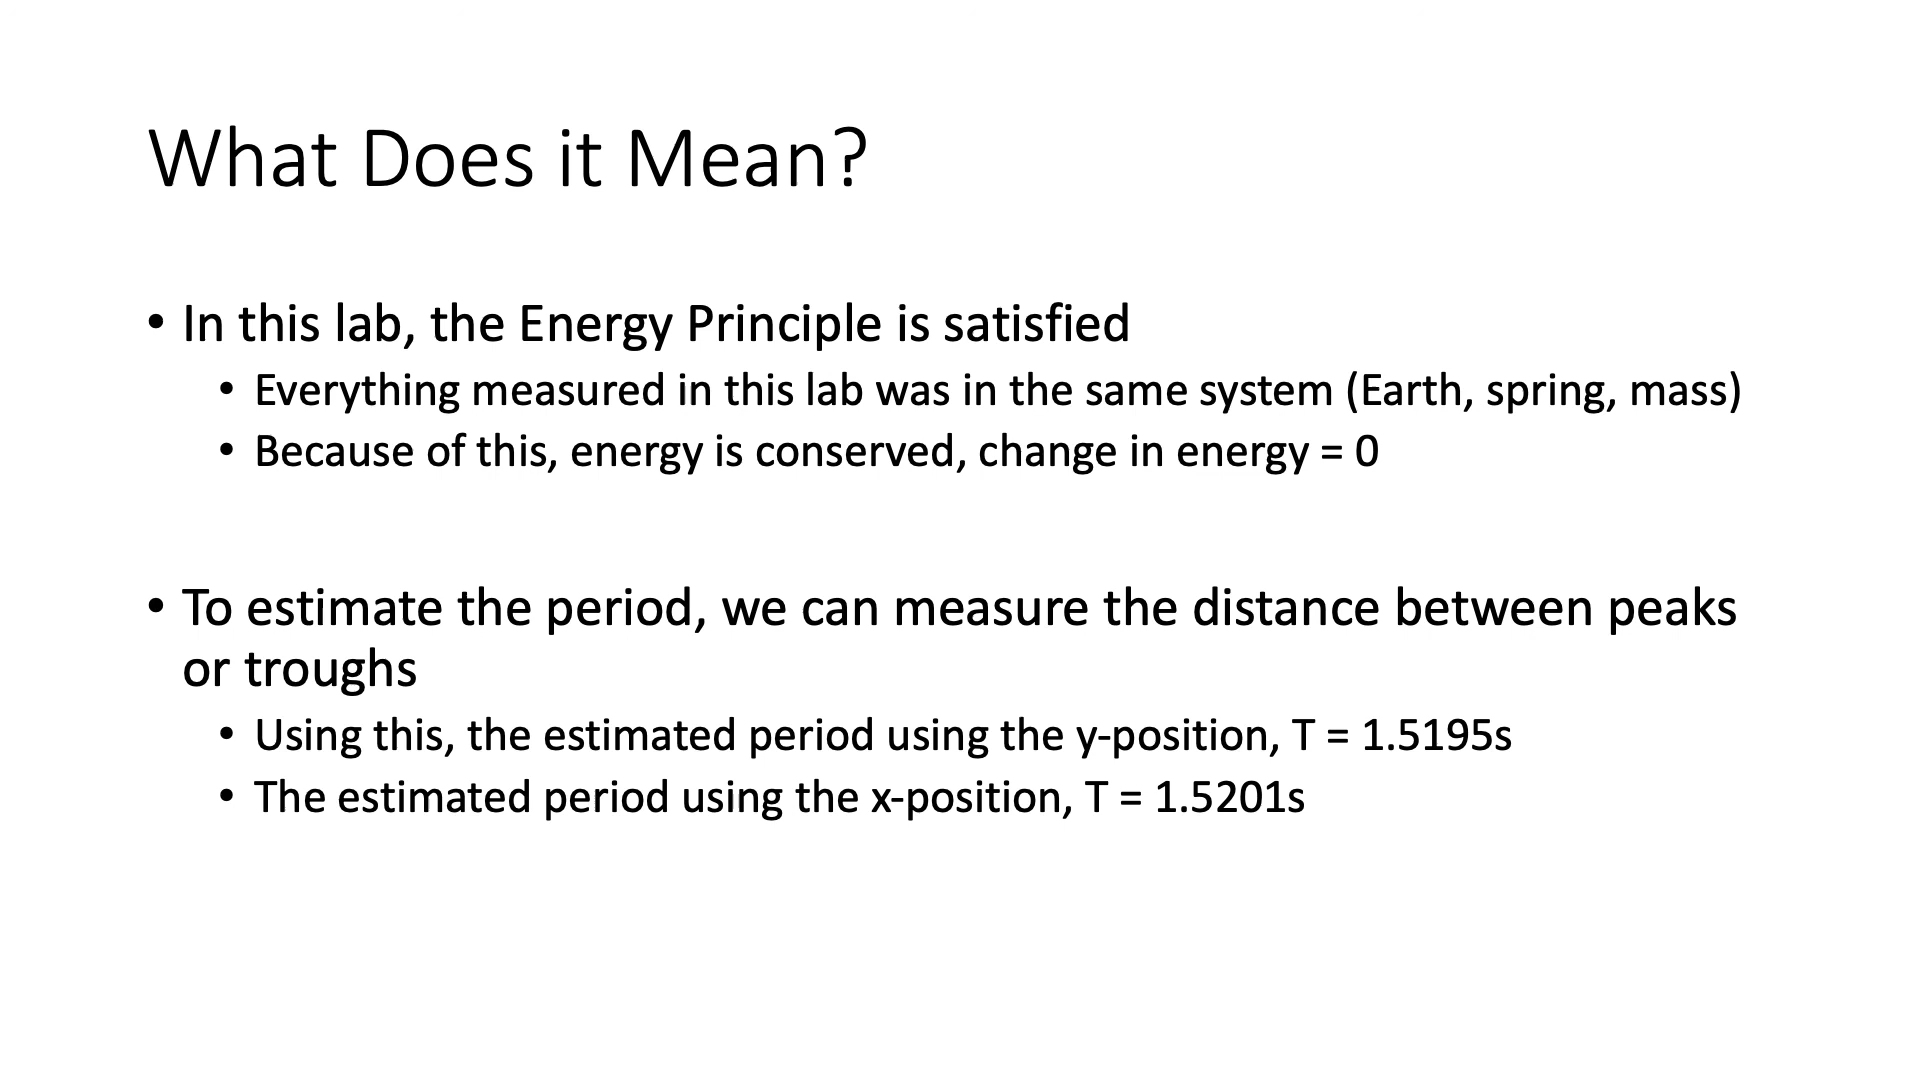 What Does it Mean?
• In this lab, the Energy Principle is satisfied
• Everything measured in this lab was in the same system (Earth, spring, mass)
• Because of this, energy is conserved, change in energy = 0
• To estimate the period, we can measure the distance between peaks
or troughs
• Using this, the estimated period using the y-position, T = 1.5195s
• The estimated period using the x-position, T = 1.5201s